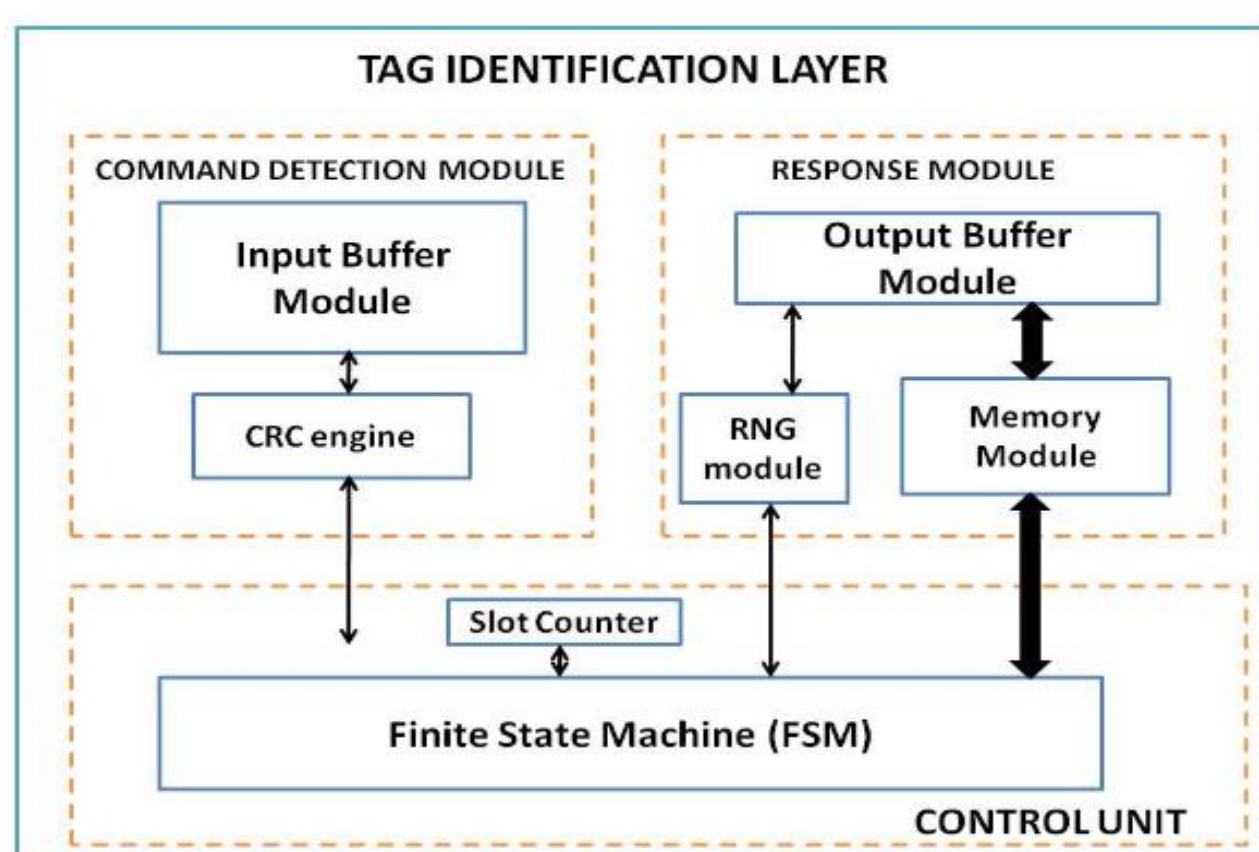 TAG IDENTIFICATION LAYER
COMMAND DETECTION MODULE
Input Buffer
Module
CRC engine
RESPONSE MODULE
Output Buffer
Module
RNG
module
Memory
Module
Slot Counter
Finite State Machine (FSM)
CONTROL UNIT